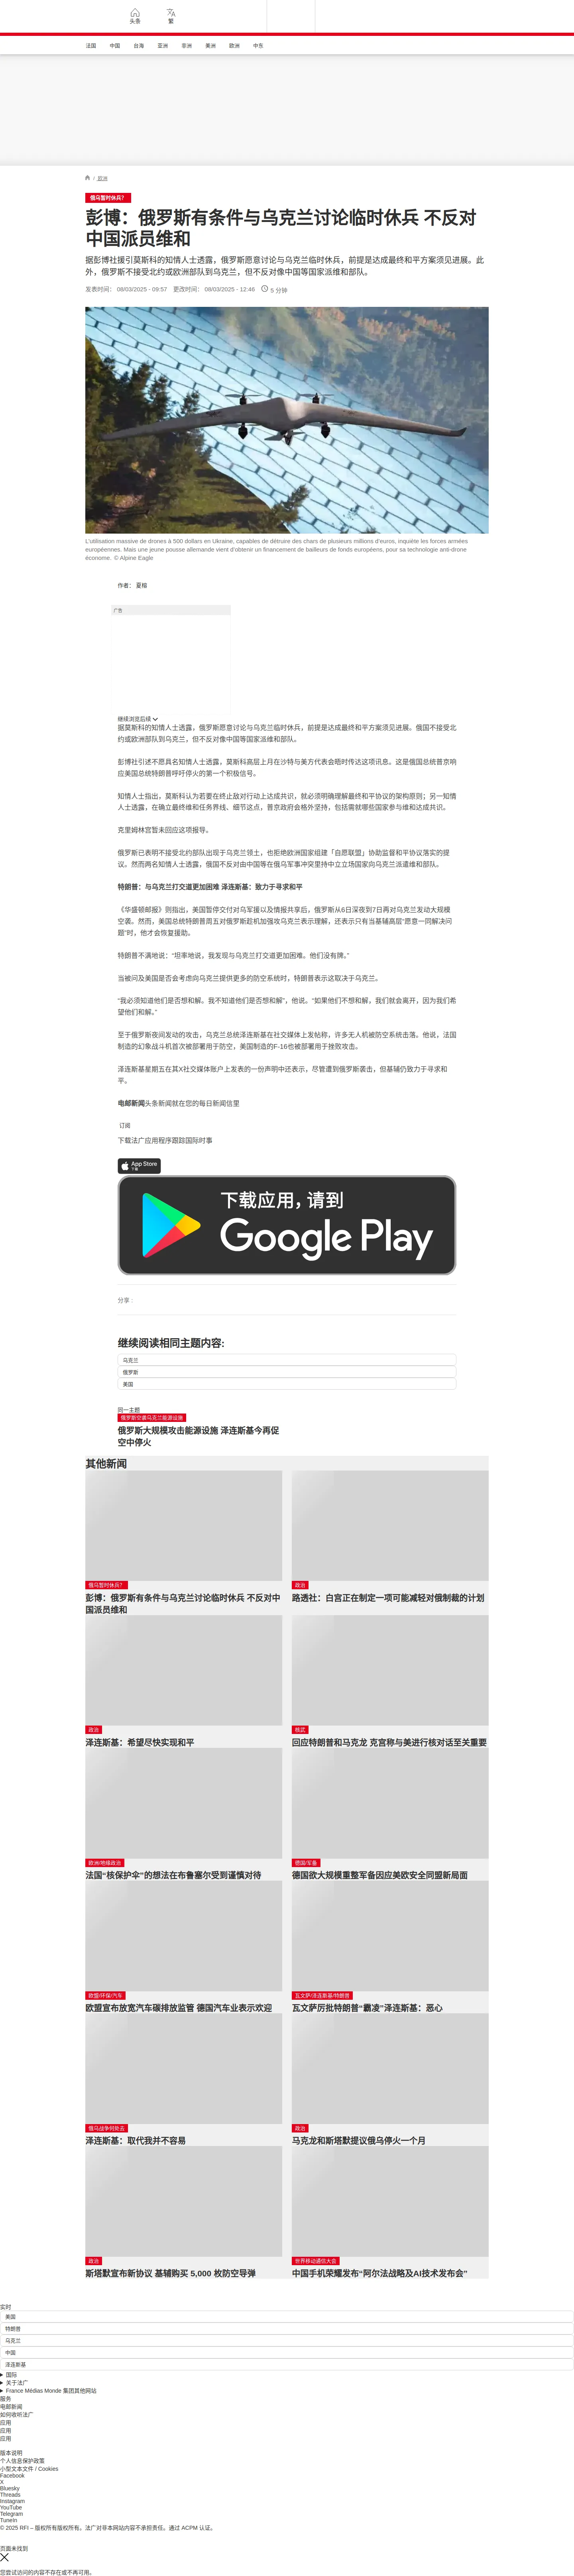 头条
繁
法国
中国
台海
亚洲
非洲
美洲
欧洲
中东
/ 欧洲
俄乌暂时休兵？
彭博：俄罗斯有条件与乌克兰讨论临时休兵 不反对
中国派员维和
据彭博社援引莫斯科的知情人士透露，俄罗斯愿意讨论与乌克兰临时休兵，前提是达成最终和平方案须见进展。此
外，俄罗斯不接受北约或欧洲部队到乌克兰，但不反对像中国等国家派维和部队。
发表时间： 08/03/2025 - 09:57 更改时间： 08/03/2025 - 12:46 5 分钟
L'utilisation massive de drones à 500 dollars en Ukraine, capables de détruire des chars de plusieurs millions d'euros, inquiète les forces armées
européennes. Mais une jeune pousse allemande vient d'obtenir un financement de bailleurs de fonds européens, pour sa technologie anti-drone
économe. © Alpine Eagle
作者： 夏榕
广告
继续浏览后续
据莫斯科的知情人士透露，俄罗斯愿意讨论与乌克兰临时休兵，前提是达成最终和平方案须见进展。俄国不接受北
约或欧洲部队到乌克兰，但不反对像中国等国家派维和部队。
彭博社引述不愿具名知情人士透露，莫斯科高层上月在沙特与美方代表会晤时传达这项讯息。这是俄国总统普京响
应美国总统特朗普呼吁停火的第一个积极信号。
知情人士指出，莫斯科认为若要在终止敌对行动上达成共识，就必须明确理解最终和平协议的架构原则；另一知情
人士透露，在确立最终维和任务界线、细节这点，普京政府会格外坚持，包括需就哪些国家参与维和达成共识。
克里姆林宫暂未回应这项报导。
俄罗斯已表明不接受北约部队出现于乌克兰领土，也拒绝欧洲国家组建「自愿联盟」协助监督和平协议落实的提
议。然而两名知情人士透露，俄国不反对由中国等在俄乌军事冲突里持中立立场国家向乌克兰派遣维和部队。
特朗普：与乌克兰打交道更加困难 泽连斯基：致力于寻求和平
《华盛顿邮报》则指出，美国暂停交付对乌军援以及情报共享后，俄罗斯从6日深夜到7日再对乌克兰发动大规模
空袭。然而，美国总统特朗普周五对俄罗斯趁机加强攻乌克兰表示理解，还表示只有当基辅高层“愿意一同解决问
题”时，他才会恢复援助。
特朗普不满地说：“坦率地说，我发现与乌克兰打交道更加困难。他们没有牌。”
当被问及美国是否会考虑向乌克兰提供更多的防空系统时，特朗普表示这取决于乌克兰。
“我必须知道他们是否想和解。我不知道他们是否想和解”，他说。“如果他们不想和解，我们就会离开，因为我们希
望他们和解。”
至于俄罗斯夜间发动的攻击，乌克兰总统泽连斯基在社交媒体上发帖称，许多无人机被防空系统击落。他说，法国
制造的幻象战斗机首次被部署用于防空，美国制造的F-16也被部署用于挫败攻击。
泽连斯基星期五在其X社交媒体账户上发表的一份声明中还表示，尽管遭到俄罗斯袭击，但基辅仍致力于寻求和
平。
电邮新闻头条新闻就在您的每日新闻信里
订阅
下载法广应用程序跟踪国际时事
App Store
下载
下载应用，请到
Google Play
分享 :
继续阅读相同主题内容:
乌克兰
俄罗斯
美国
同一主题
俄罗斯空袭乌克兰能源设施
俄罗斯大规模攻击能源设施 泽连斯基今再促
空中停火
其他新闻
俄乌暂时休兵？
彭博：俄罗斯有条件与乌克兰讨论临时休兵 不反对中
国派员维和
政治
路透社：白宫正在制定一项可能减轻对俄制裁的计划
政治
泽连斯基：希望尽快实现和平
核武
回应特朗普和马克龙 克宫称与美进行核对话至关重要
欧洲/地缘政治
法国“核保护伞”的想法在布鲁塞尔受到谨慎对待
德国/军备
德国欲大规模重整军备因应美欧安全同盟新局面
欧盟/环保/汽车
欧盟宣布放宽汽车碳排放监管 德国汽车业表示欢迎
瓦文萨/泽连斯基/特朗普
瓦文萨厉批特朗普“霸凌”泽连斯基：恶心
俄乌战争何处去
泽连斯基：取代我并不容易
政治
马克龙和斯塔默提议俄乌停火一个月
政治
斯塔默宣布新协议 基辅购买 5,000 枚防空导弹
世界移动通信大会
中国手机荣耀发布“阿尔法战略及AI技术发布会”
实时
美国
特朗普
乌克兰
中国
泽连斯基
国际
关于法广
France Médias Monde 集团其他网站
服务
电邮新闻
如何收听法广
应用
应用
应用
版本说明
个人信息保护政策
小型文本文件 / Cookies
Facebook
X
Bluesky
Threads
Instagram
YouTube
Telegram
TuneIn
© 2025 RFI – 版权所有版权所有。法广对非本网站内容不承担责任。通过 ACPM 认证。
页面未找到
您尝试访问的内容不存在或不再可用。